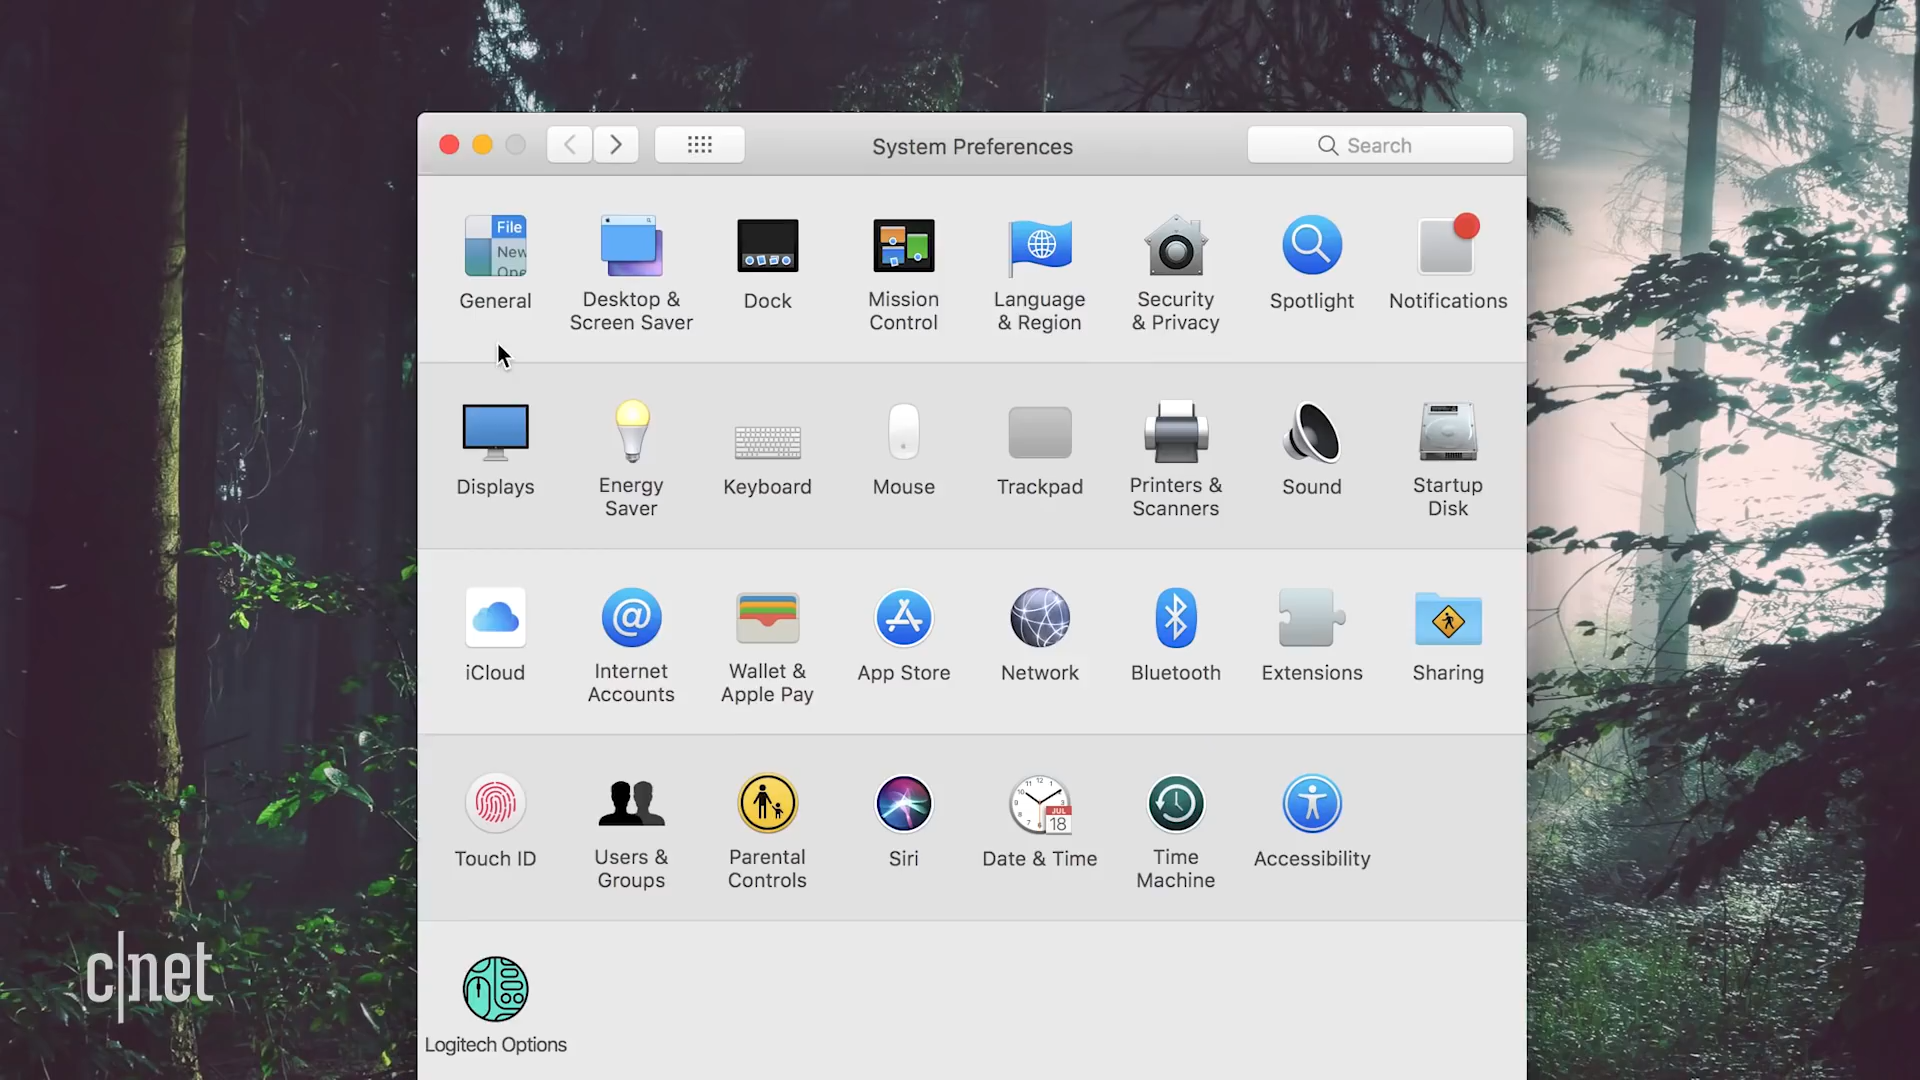 System Preferences
Search
File
New
Ope
General
Desktop &
Screen Saver
Dock
Mission
Control
Language
& Region
Security
& Privacy
Spotlight
Notifications
Displays
Energy
Saver
Keyboard
Mouse
Trackpad
Printers &
Scanners
Sound
Startup
Disk
iCloud
@
Internet
Accounts
Wallet &
Apple Pay
App Store
Network
Bluetooth
Extensions
Sharing
Touch ID
Users &
Groups
Parental
Controls
Siri
JUL
18
Date & Time
Time
Machine
Accessibility
c|net
Logitech Options